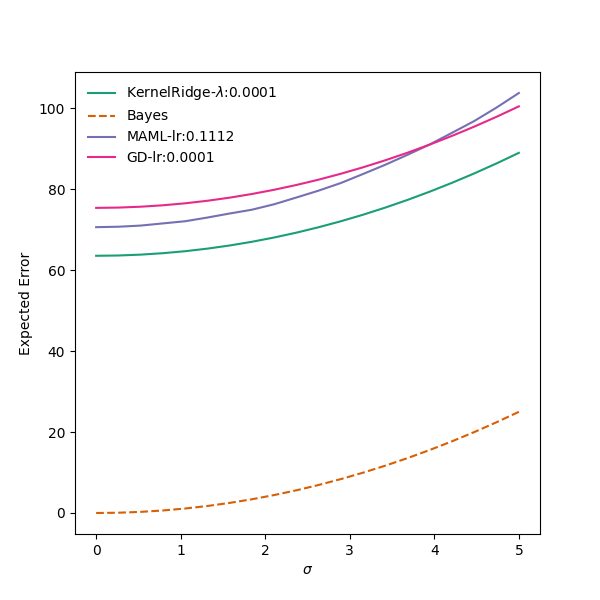 KernelRidge-λ:0.0001
Bayes
MAML-lr:0.1112
GD-lr:0.0001
100
80
60
40
20
0
Expected Error
0 1 2 3 4 5
σ